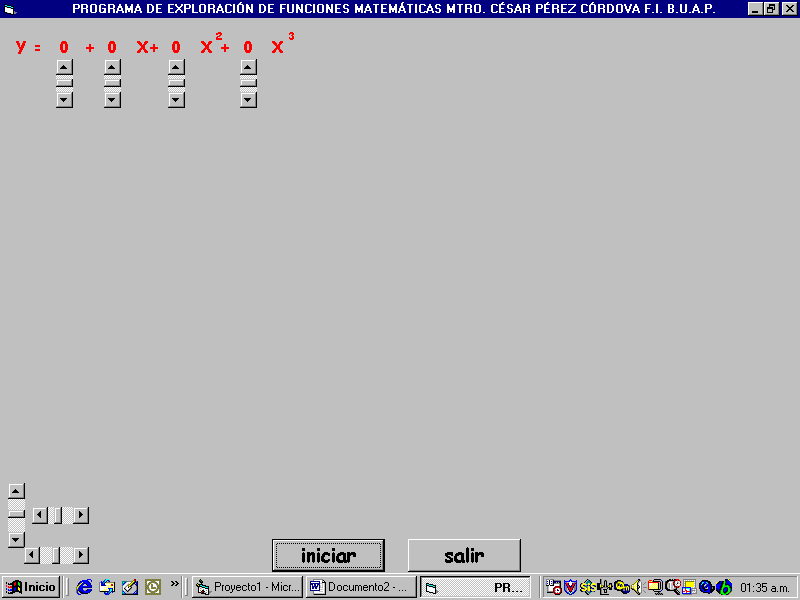 PROGRAMA DE EXPLORACIÓN DE FUNCIONES MATEMÁTICAS MTRO. CÉSAR PÉREZ CÓRDOVA F.I. B.U.A.P.
y = 0 + 0 X+ 0 X²+ 0 X³
iniciar salir
Inicio » Proyecto1 - Micr... Documento2 - ... PR... 01:35 a.m.